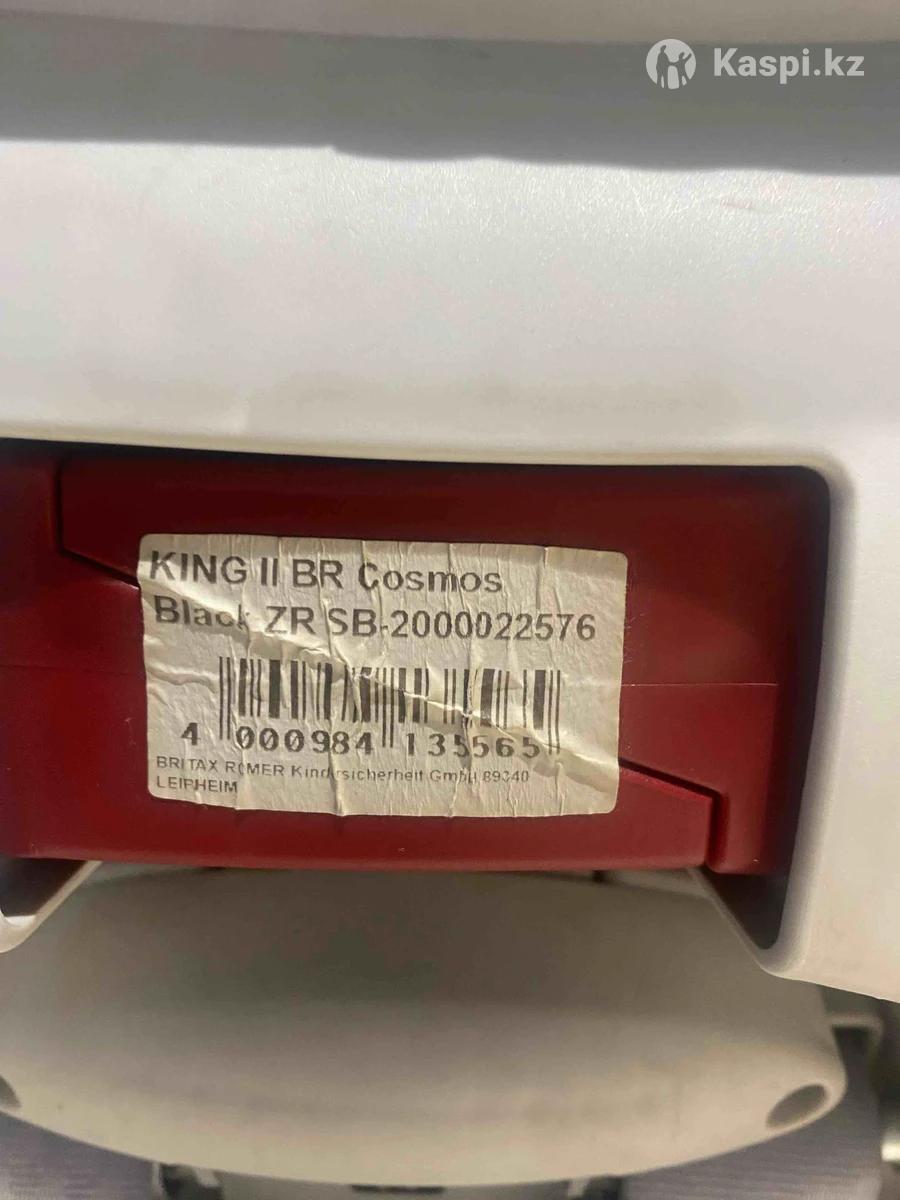 Kaspi.kz
KING II BR Cosmos
Black ZR SB-2000022576
4 000984 135565
BRITAX RÖMER Kindersicherheit GmbH 89340
LEIPHEIM